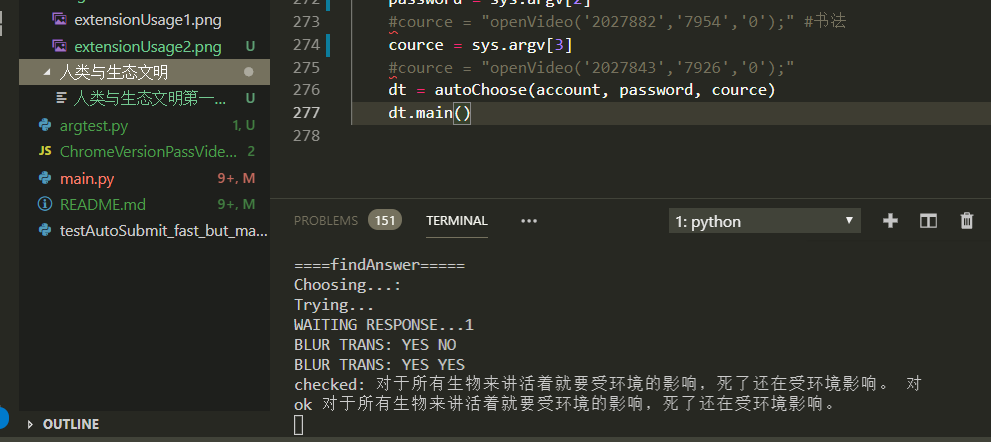 extensionUsage1.png
extensionUsage2.png U
人类与生态文明
人类与生态文明第一... U
argtest.py 1, U
JS ChromeVersionPassVide... 2
main.py 9+, M
README.md 9+, M
testAutoSubmit_fast_but_ma...
OUTLINE
272 password = sys.argv[2]
273 #cource = "openVideo('2027882','7954','0');" #书法
274 cource = sys.argv[3]
275 #cource = "openVideo('2027843','7926','0');"
276 dt = autoChoose(account, password, cource)
277 dt.main()
278
PROBLEMS 151 TERMINAL ... 1: python
====findAnswer=====
Choosing...:
Trying...
WAITING RESPONSE...1
BLUR TRANS: YES NO
BLUR TRANS: YES YES
checked: 对于所有生物来讲活着就要受环境的影响，死了还在受环境影响。 对
ok 对于所有生物来讲活着就要受环境的影响，死了还在受环境影响。